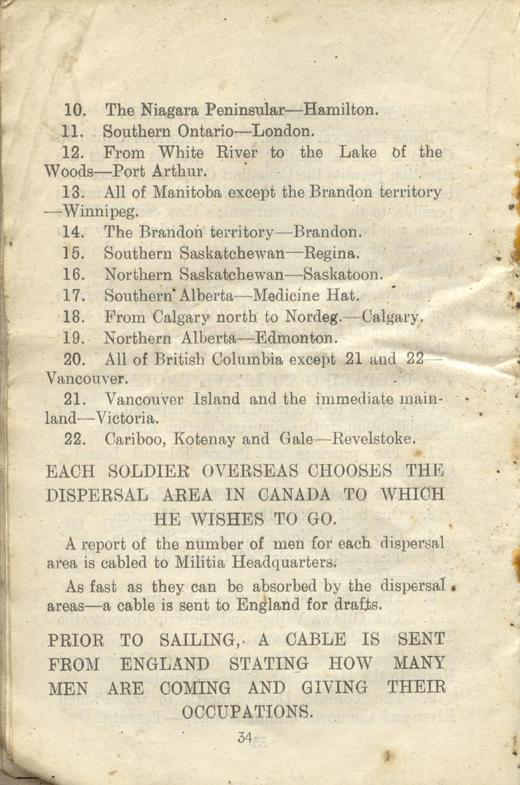 10. The Niagara Peninsular—Hamilton.
11. Southern Ontario—London.
12. From White River to the Lake of the
Woods—Port Arthur.
13. All of Manitoba except the Brandon territory
—Winnipeg.
14. The Brandon territory—Brandon.
15. Southern Saskatchewan—Regina.
16. Northern Saskatchewan—Saskatoon.
17. Southern Alberta—Medicine Hat.
18. From Calgary north to Nordeg.—Calgary.
19. Northern Alberta—Edmonton.
20. All of British Columbia except 21 and 22—
Vancouver.
21. Vancouver Island and the immediate main-
land—Victoria.
22. Cariboo, Kotenay and Gale—Revelstoke.
EACH SOLDIER OVERSEAS CHOOSES THE
DISPERSAL AREA IN CANADA TO WHICH
HE WISHES TO GO.
A report of the number of men for each dispersal
area is cabled to Militia Headquarters.
As fast as they can be absorbed by the dispersal
areas—a cable is sent to England for drafts.
PRIOR TO SAILING, A CABLE IS SENT
FROM ENGLAND STATING HOW MANY
MEN ARE COMING AND GIVING THEIR
OCCUPATIONS.
34